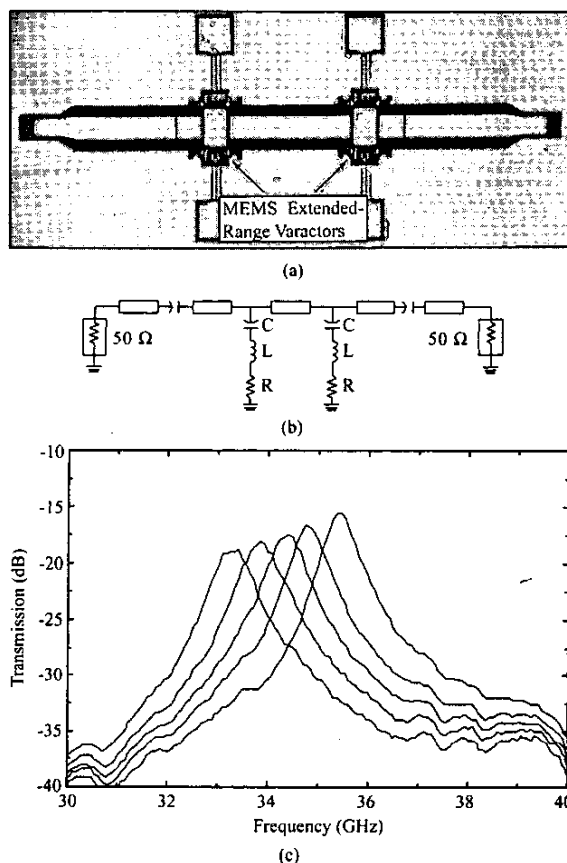 MEMS Extended-
Range Varactors
(a)
50 Ω
C
C
50 Ω
L
L
R
R
(b)
-10
-15
-20
-25
-30
-35
-40
Transmission (dB)
30
32
34
36
38
40
Frequency (GHz)
(c)